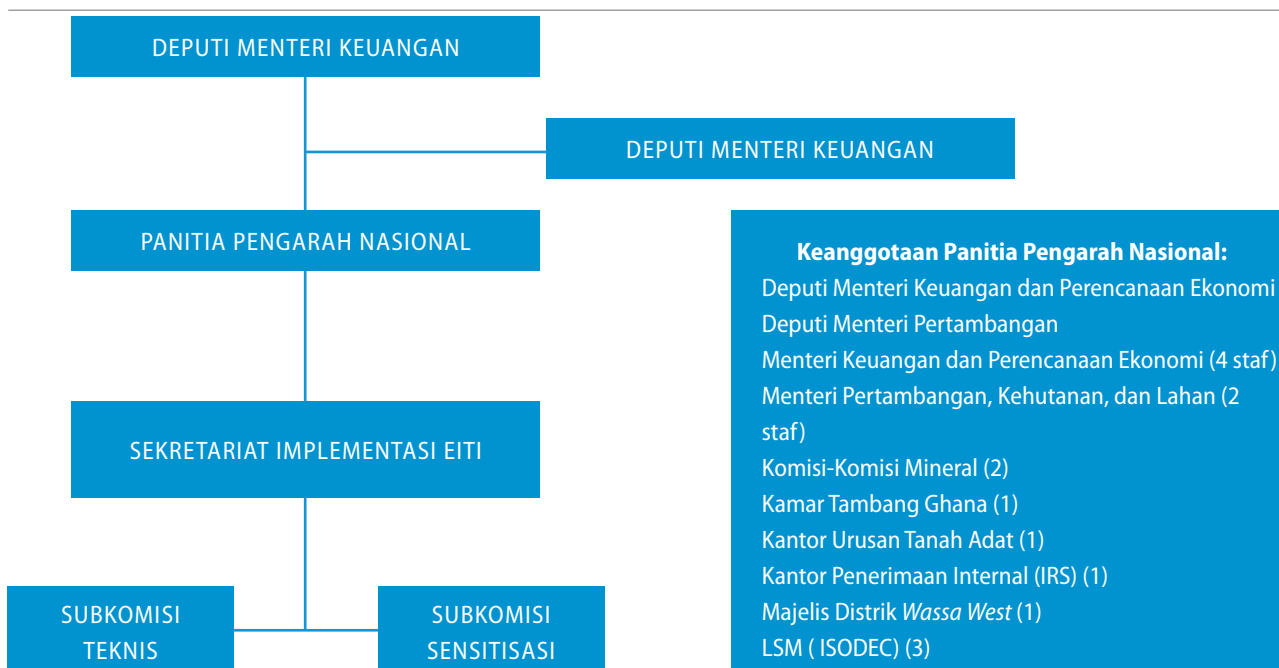 DEPUTI MENTERI KEUANGAN
DEPUTI MENTERI KEUANGAN
PANITIA PENGARAH NASIONAL
SEKRETARIAT IMPLEMENTASI EITI
SUBKOMISI
TEKNIS
SUBKOMISI
SENSITISASI
Keanggotaan Panitia Pengarah Nasional:
Deputi Menteri Keuangan dan Perencanaan Ekonomi
Deputi Menteri Pertambangan
Menteri Keuangan dan Perencanaan Ekonomi (4 staf)
Menteri Pertambangan, Kehutanan, dan Lahan (2
staf)
Komisi-Komisi Mineral (2)
Kamar Tambang Ghana (1)
Kantor Urusan Tanah Adat (1)
Kantor Penerimaan Internal (IRS) (1)
Majelis Distrik Wassa West (1)
LSM ( ISODEC) (3)